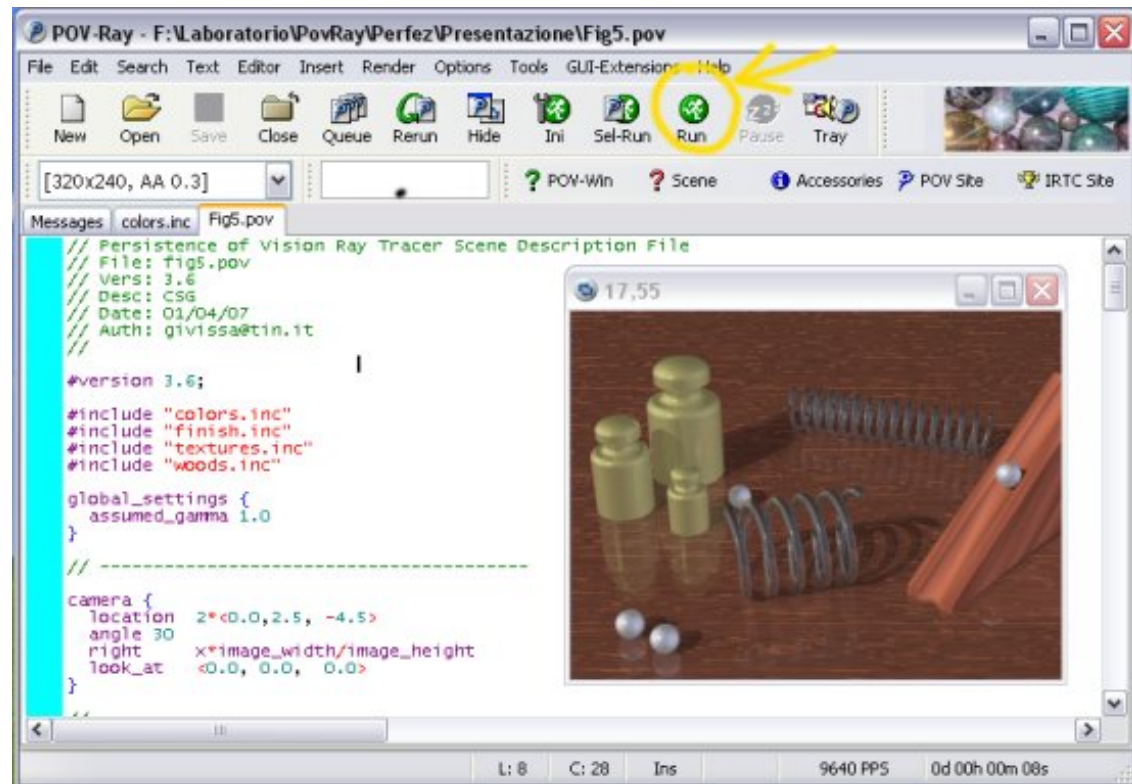 POV-Ray - F:\Laboratorio\PovRay\Perfez\Presentazione\Fig5.pov
File Edit Search Text Editor Insert Render Options Tools GUI-Extensions Help
New Open Save Close Queue Rerun Hide Ini Sel-Run Run Pause Tray
[320x240, AA 0.3] ? POV-Win ? Scene Accessories POV Site IRTC Site
Messages colors.inc Fig5.pov
// Persistence of Vision Ray Tracer Scene Description File
// File: fig5.pov
// Vers: 3.6
// Desc: CSG
// Date: 01/04/07
// Auth: givissa@tin.it
//
#version 3.6;
#include "colors.inc"
#include "finish.inc"
#include "textures.inc"
#include "woods.inc"
global_settings {
assumed_gamma 1.0
}
// ----------------------------------------
camera {
location 2*<0.0,2.5, -4.5>
angle 30
right x*image_width/image_height
look_at <0.0, 0.0, 0.0>
}
17,55
L: 8 C: 28 Ins 9640 PPS 0d 00h 00m 08s